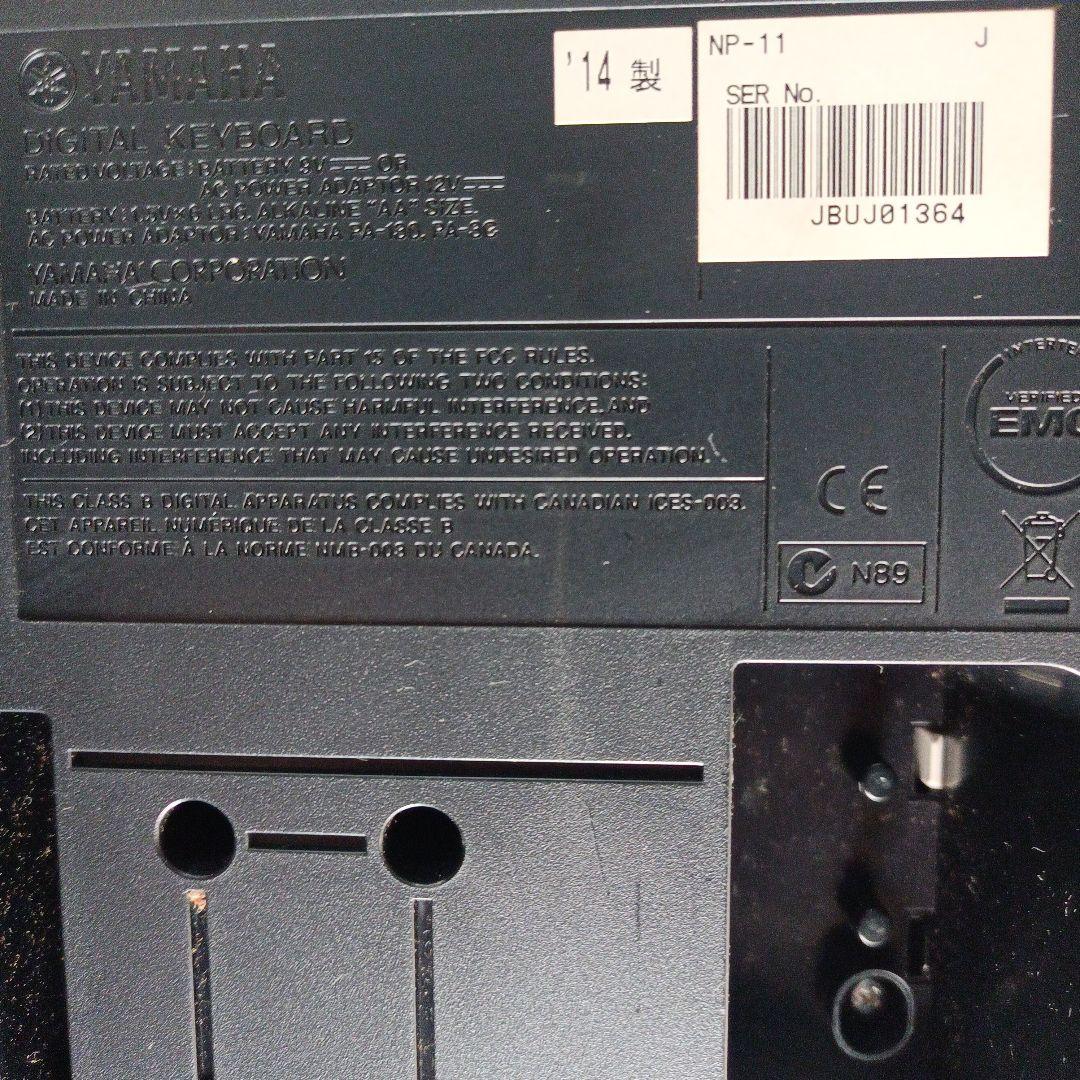 YAMAHA
DIGITAL KEYBOARD
RATED VOLTAGE: BATTERY 9V OR
AC POWER ADAPTOR 12V
BATTERY: 1.5V×6 LR6, ALKALINE "AA" SIZE.
AC POWER ADAPTOR: YAMAHA PA-130, PA-3C
YAMAHA CORPORATION
MADE IN CHINA
'14 製
NP-11 J
SER No.
JBUJ01364
THIS DEVICE COMPLIES WITH PART 15 OF THE FCC RULES.
OPERATION IS SUBJECT TO THE FOLLOWING TWO CONDITIONS:
(1) THIS DEVICE MAY NOT CAUSE HARMFUL INTERFERENCE, AND
(2) THIS DEVICE MUST ACCEPT ANY INTERFERENCE RECEIVED,
INCLUDING INTERFERENCE THAT MAY CAUSE UNDESIRED OPERATION.
THIS CLASS B DIGITAL APPARATUS COMPLIES WITH CANADIAN ICES-003.
CET APPAREIL NUMÉRIQUE DE LA CLASSE B
EST CONFORME À LA NORME NMB-003 DU CANADA.
CE
N89
INTERTE
VERIFIED
EMC